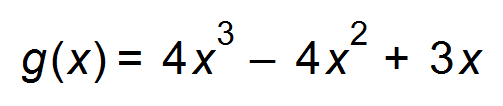 g(x) = 4x³ – 4x² + 3x